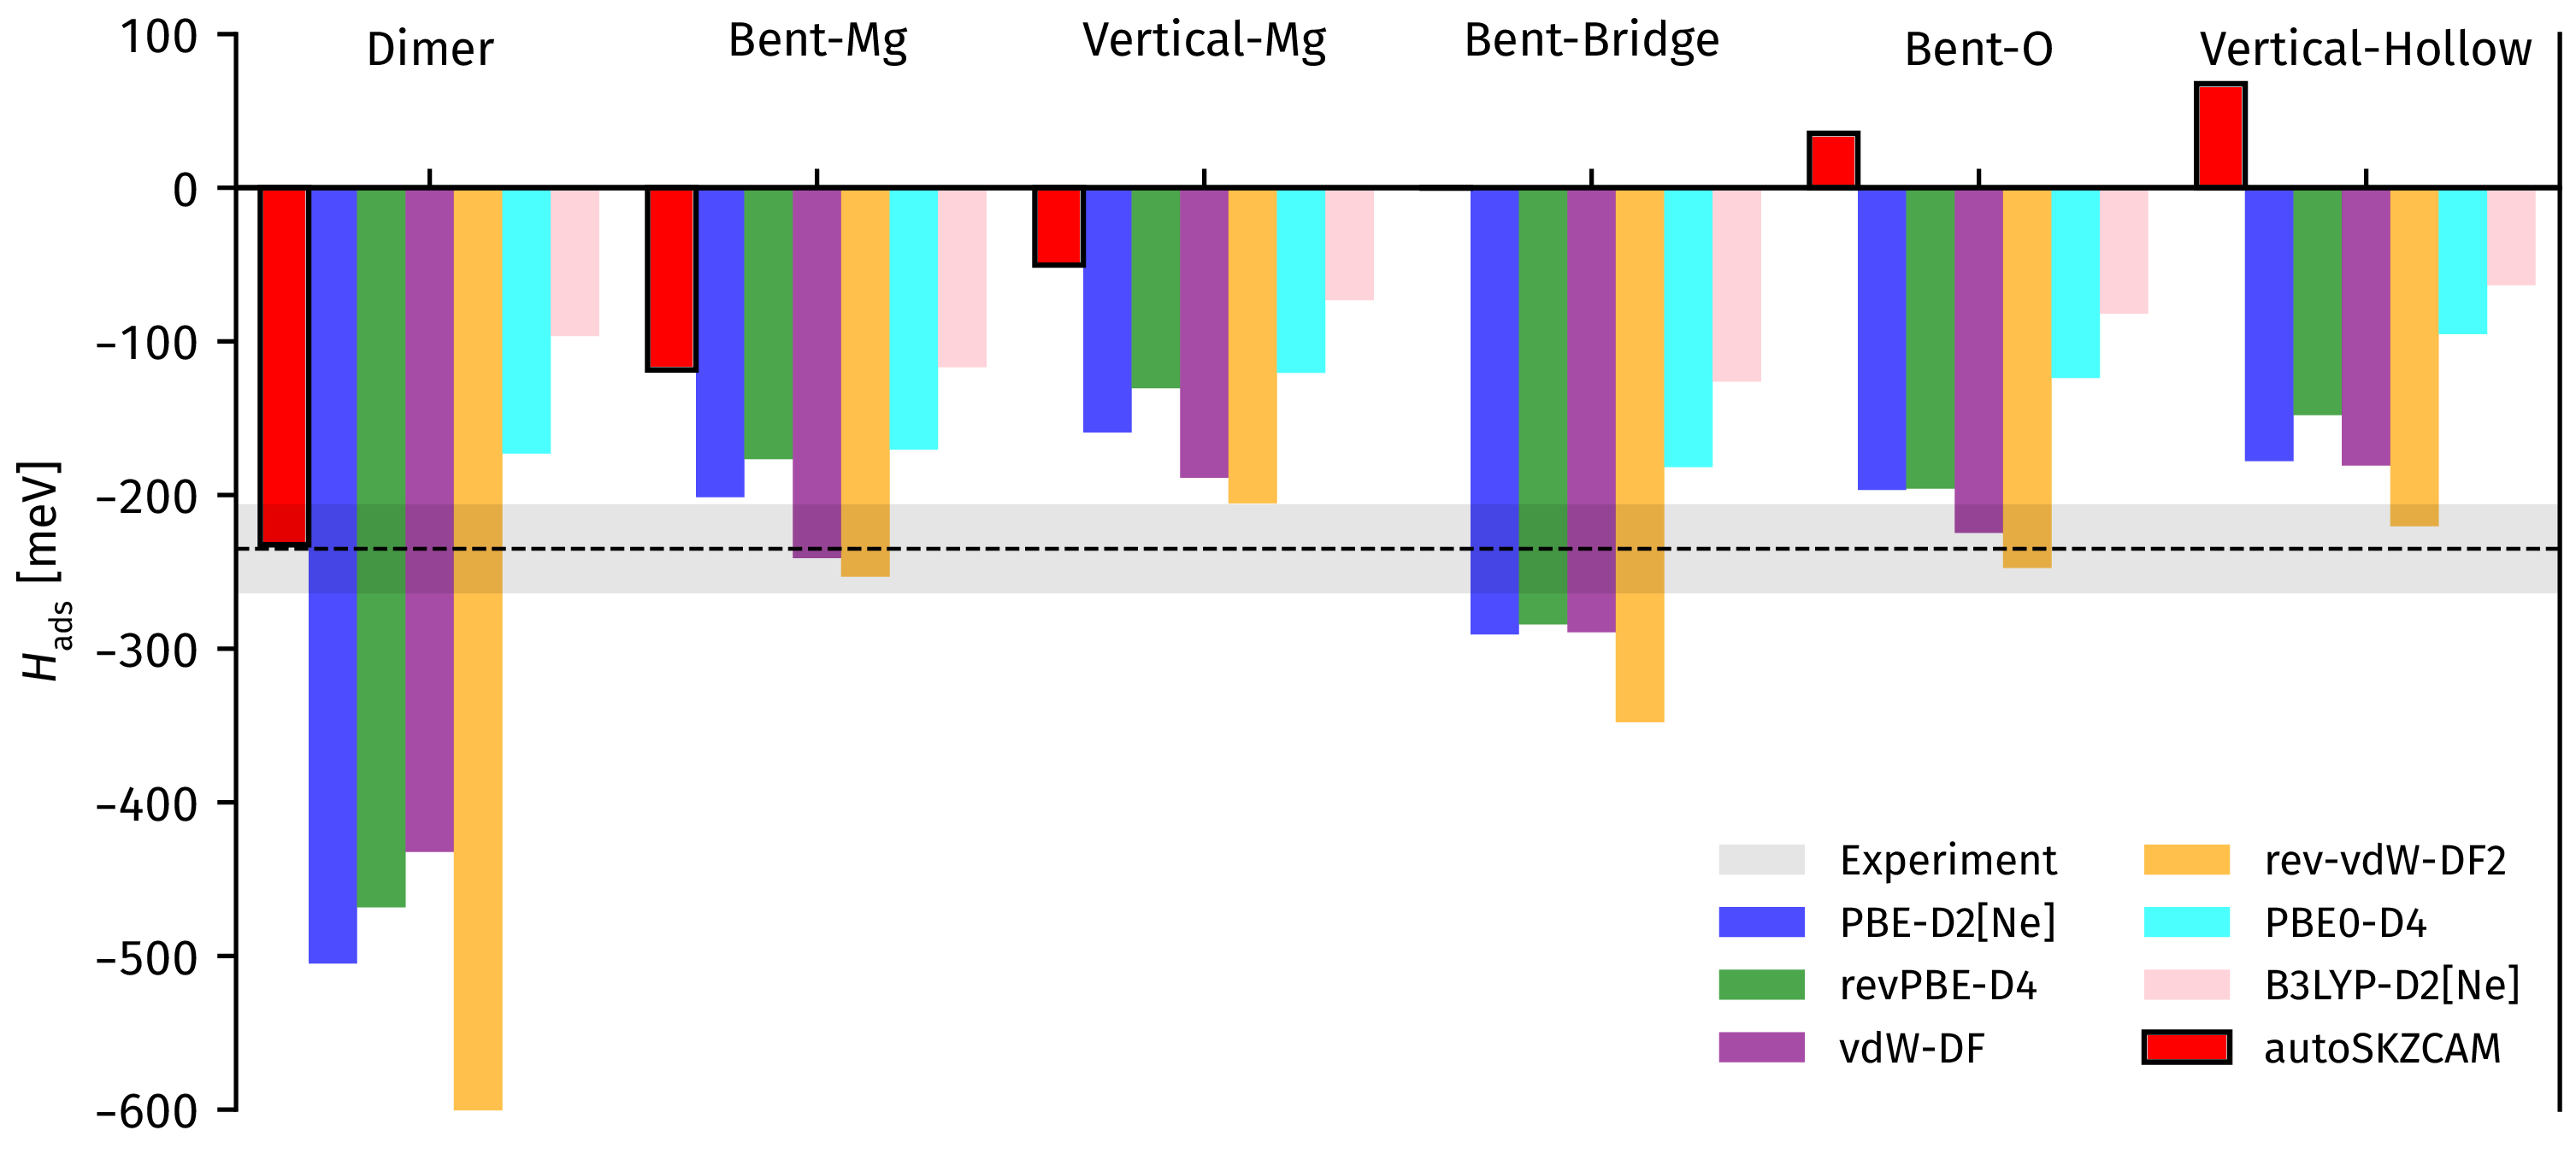 Dimer
Bent-Mg
Vertical-Mg
Bent-Bridge
Bent-O
Vertical-Hollow
100
0
−100
−200
−300
−400
−500
−600
H_ads [meV]
Experiment
PBE-D2[Ne]
revPBE-D4
vdW-DF
rev-vdW-DF2
PBE0-D4
B3LYP-D2[Ne]
autoSKZCAM